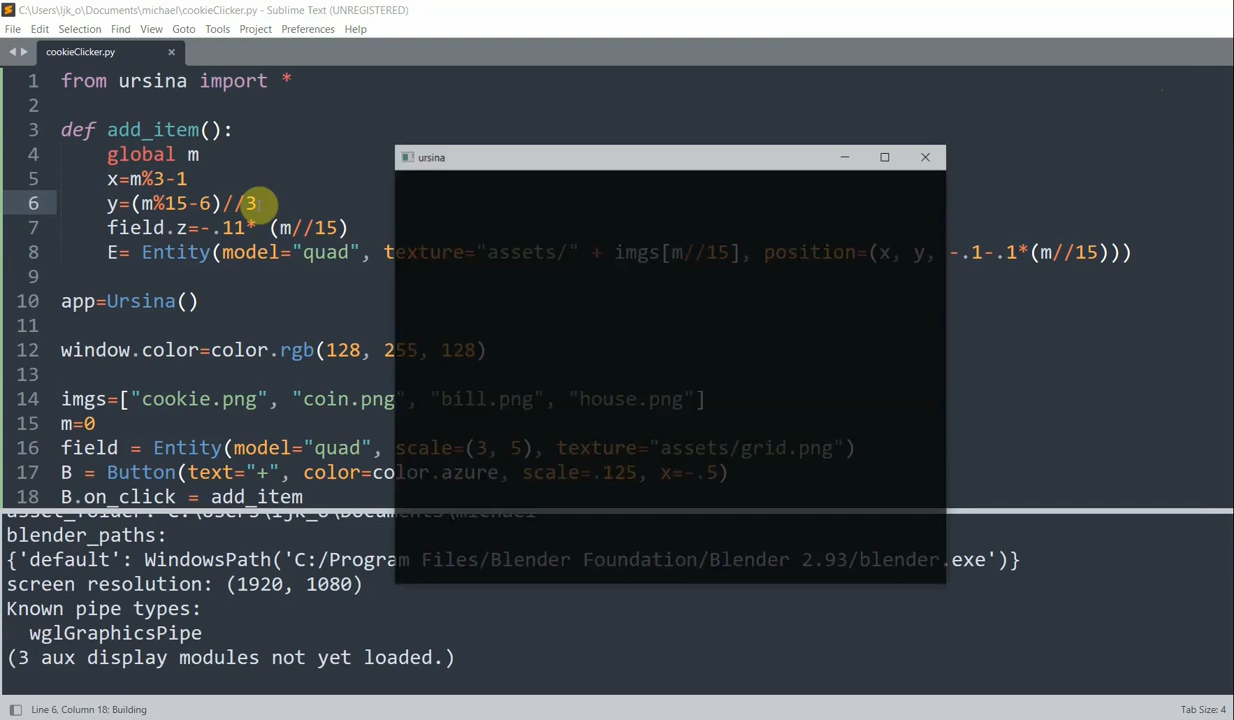 C:\Users\ljk_o\Documents\michael\cookieClicker.py - Sublime Text (UNREGISTERED)
File Edit Selection Find View Goto Tools Project Preferences Help
cookieClicker.py
1 from ursina import *
2
3 def add_item():
4 global m
5 x=m%3-1
6 y=(m%15-6)//3
7 field.z=-.11* (m//15)
8 E= Entity(model="quad", texture="assets/" + imgs[m//15], position=(x, y, -.1-.1*(m//15)))
9
10 app=Ursina()
11
12 window.color=color.rgb(128, 255, 128)
13
14 imgs=["cookie.png", "coin.png", "bill.png", "house.png"]
15 m=0
16 field = Entity(model="quad", scale=(3, 5), texture="assets/grid.png")
17 B = Button(text="+", color=color.azure, scale=.125, x=-.5)
18 B.on_click = add_item
ursina
asset_folder: C:\Users\ljk_o\Documents\michael
blender_paths:
{'default': WindowsPath('C:/Program Files/Blender Foundation/Blender 2.93/blender.exe')}
screen resolution: (1920, 1080)
Known pipe types:
wglGraphicsPipe
(3 aux display modules not yet loaded.)
Line 6, Column 18; Building
Tab Size: 4